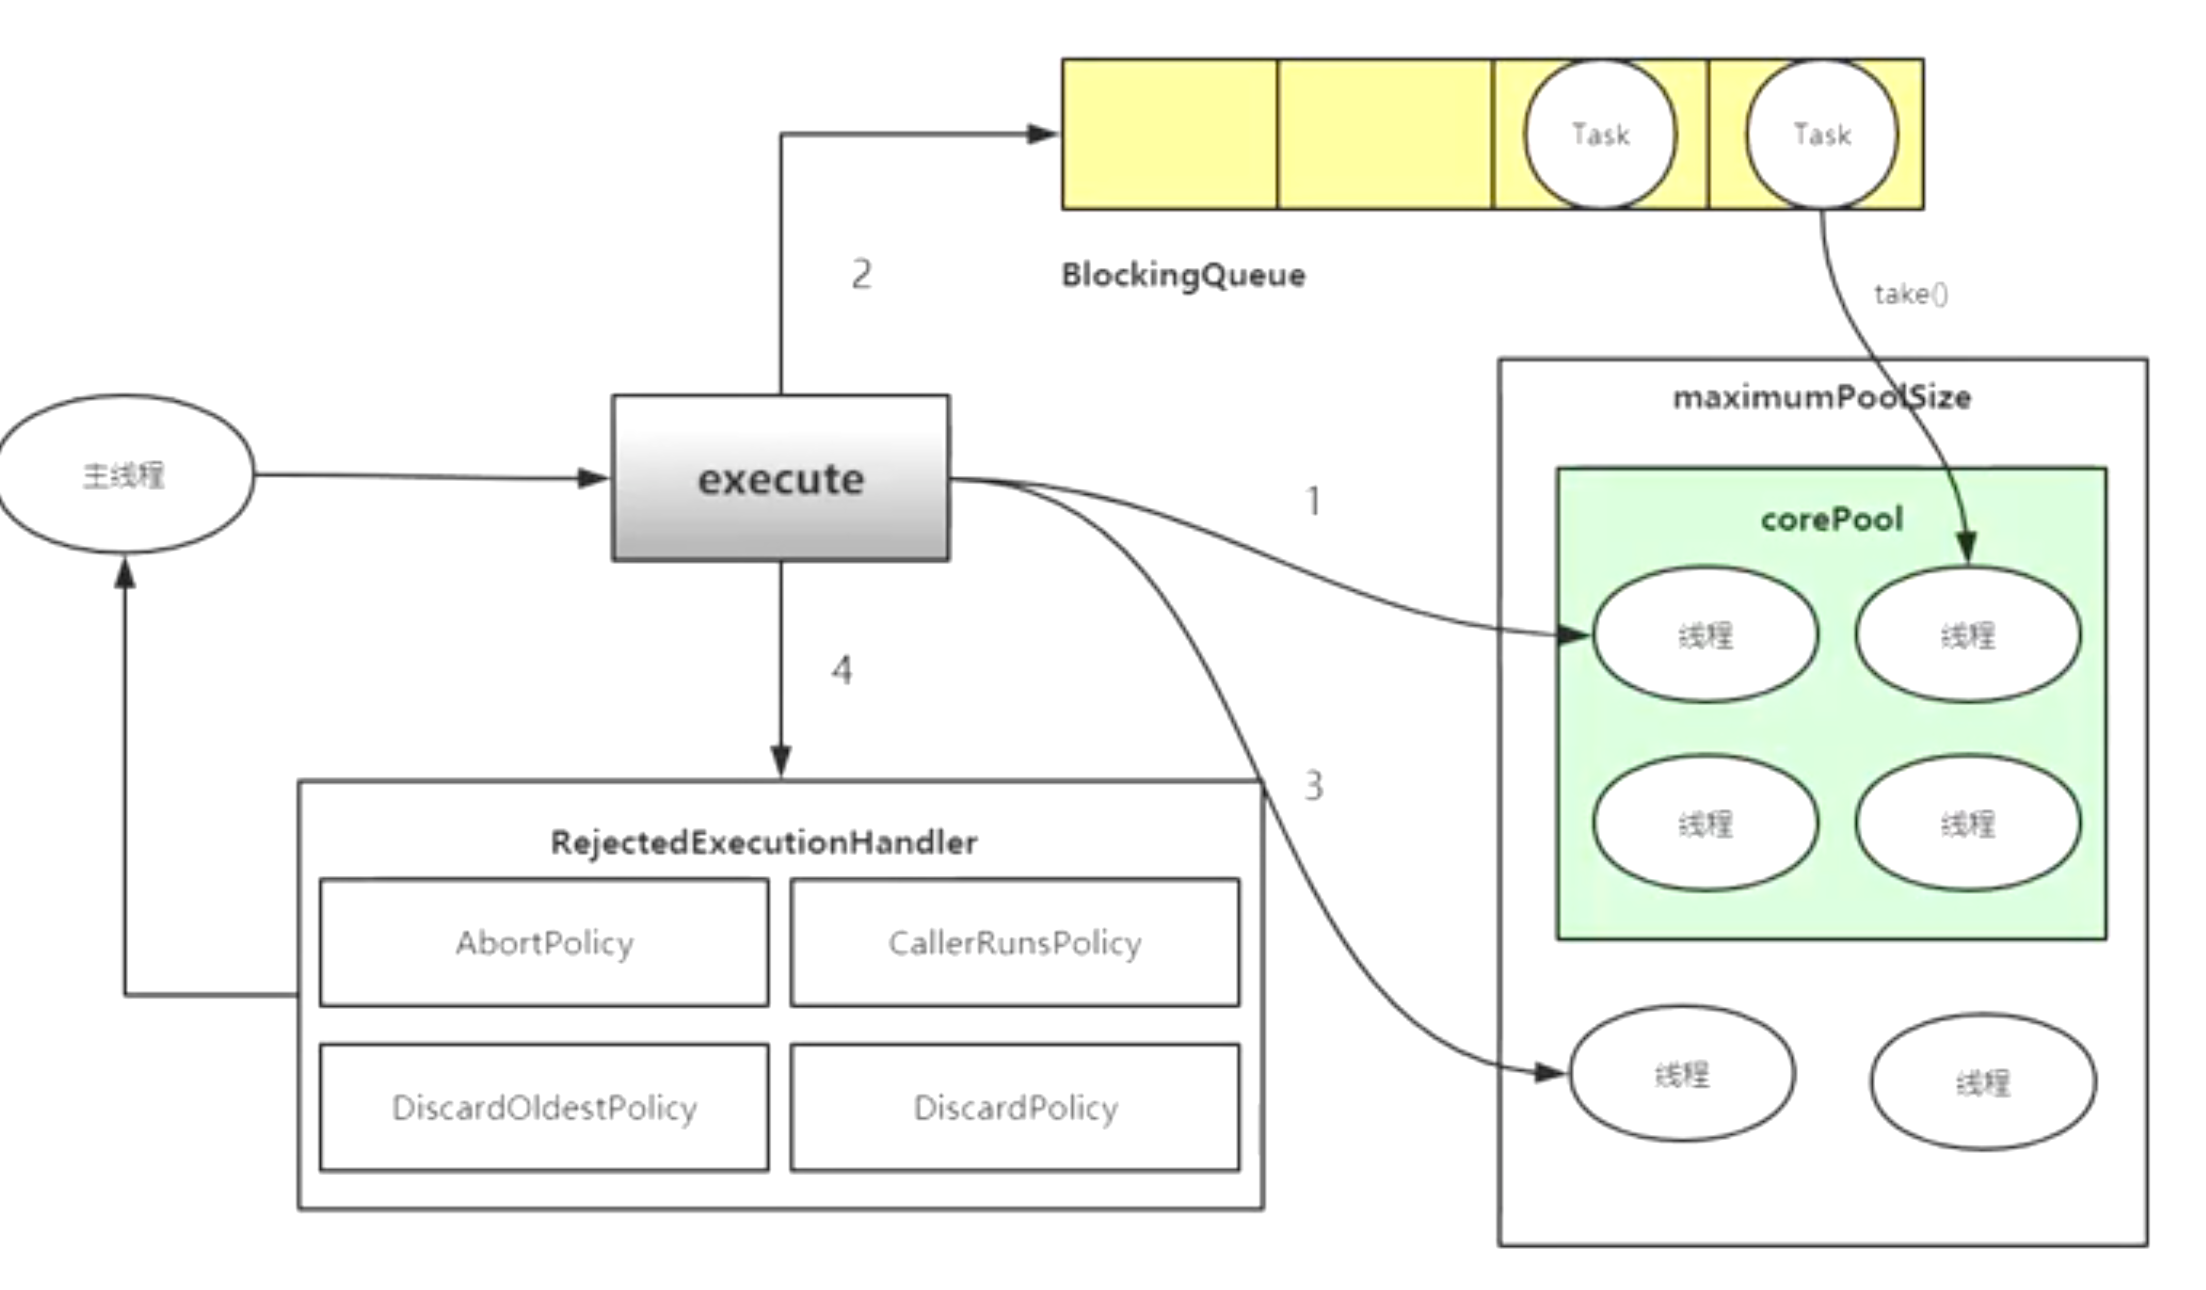 Task
Task
2
BlockingQueue
take()
maximumPoolSize
主线程
execute
1
corePool
线程
线程
4
3
线程
线程
RejectedExecutionHandler
AbortPolicy
CallerRunsPolicy
DiscardOldestPolicy
DiscardPolicy
线程
线程